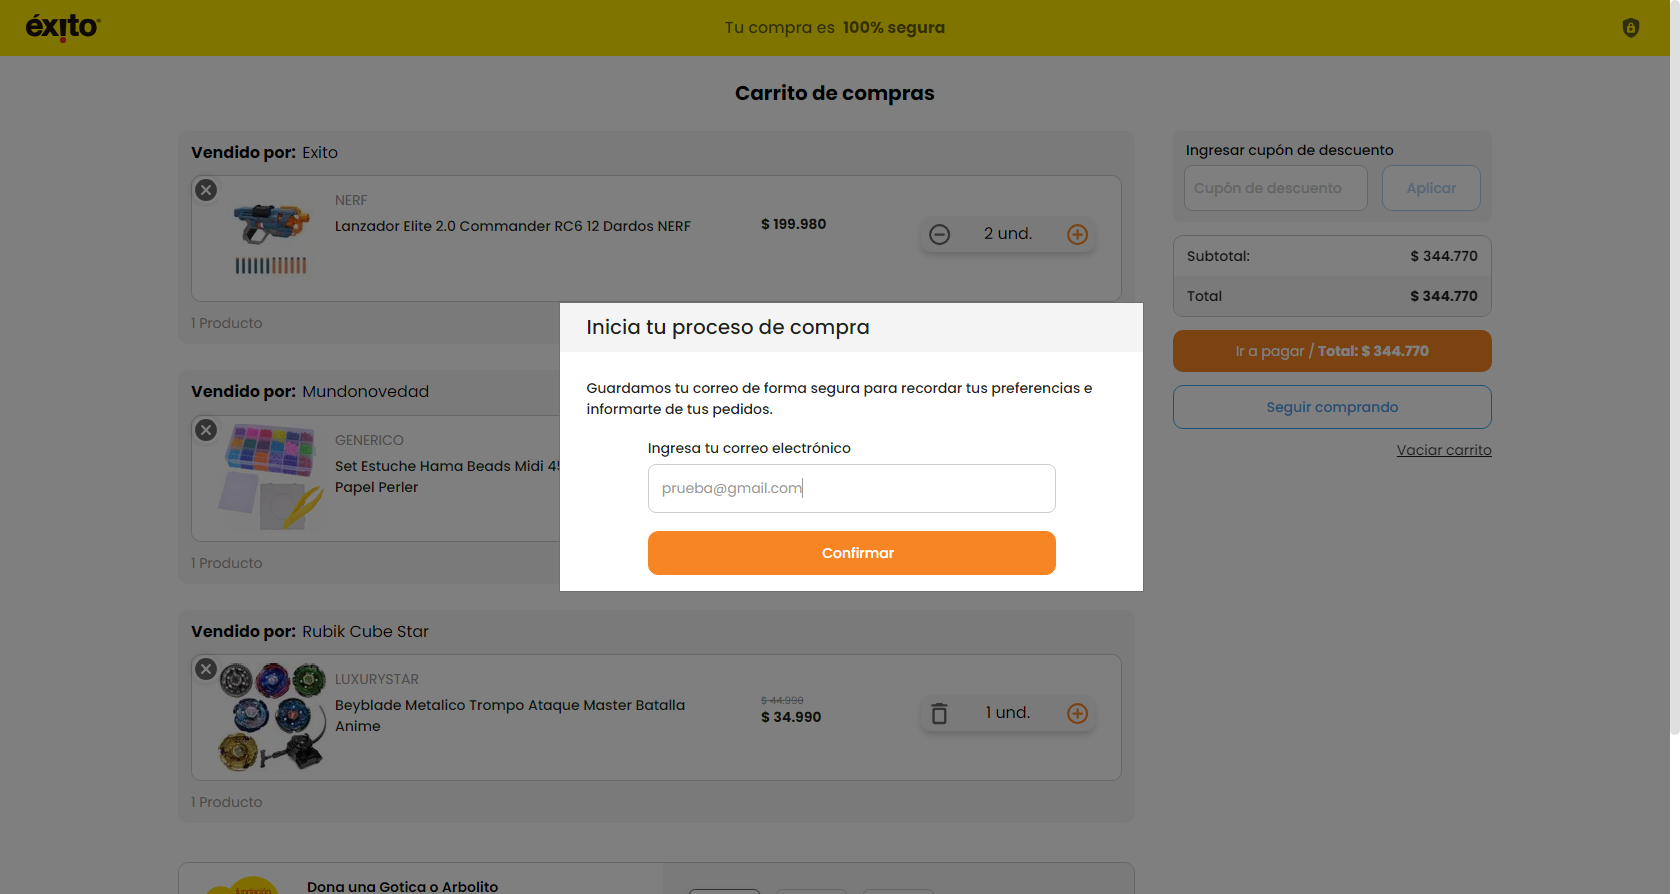 éxito
Tu compra es 100% segura
Carrito de compras
Vendido por: Exito
NERF
Lanzador Elite 2.0 Commander RC6 12 Dardos NERF
$ 199.980
2 und.
1 Producto
Vendido por: Mundonovedad
GENERICO
Set Estuche Hama Beads Midi
Papel Perler
1 Producto
Vendido por: Rubik Cube Star
LUXURYSTAR
Beyblade Metalico Trompo Ataque Master Batalla
Anime
$ 44.990
$ 34.990
1 und.
1 Producto
fundación
Dona una Gotica o Arbolito
Inicia tu proceso de compra
Guardamos tu correo de forma segura para recordar tus preferencias e
informarte de tus pedidos.
Ingresa tu correo electrónico
prueba@gmail.com
Confirmar
Ingresar cupón de descuento
Cupón de descuento
Aplicar
Subtotal: $ 344.770
Total $ 344.770
Ir a pagar / Total: $ 344.770
Seguir comprando
Vaciar carrito